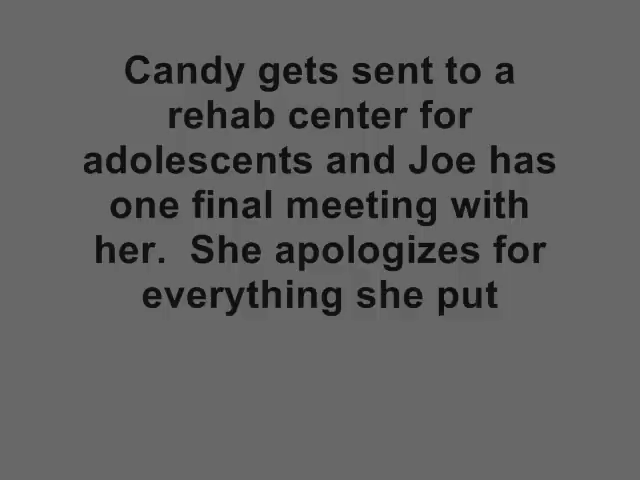 Candy gets sent to a
rehab center for
adolescents and Joe has
one final meeting with
her.  She apologizes for
everything she put